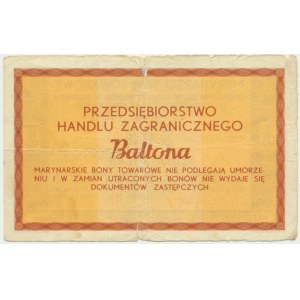 PRZEDSIĘBIORSTWO
HANDLU ZAGRANICZNEGO
Baltona
MARYNARSKIE BONY TOWAROWE NIE PODLEGAJĄ UMORZE-
NIU I W ZAMIAN UTRACONYCH BONÓW NIE WYDAJE SIĘ
DOKUMENTÓW ZASTĘPCZYCH